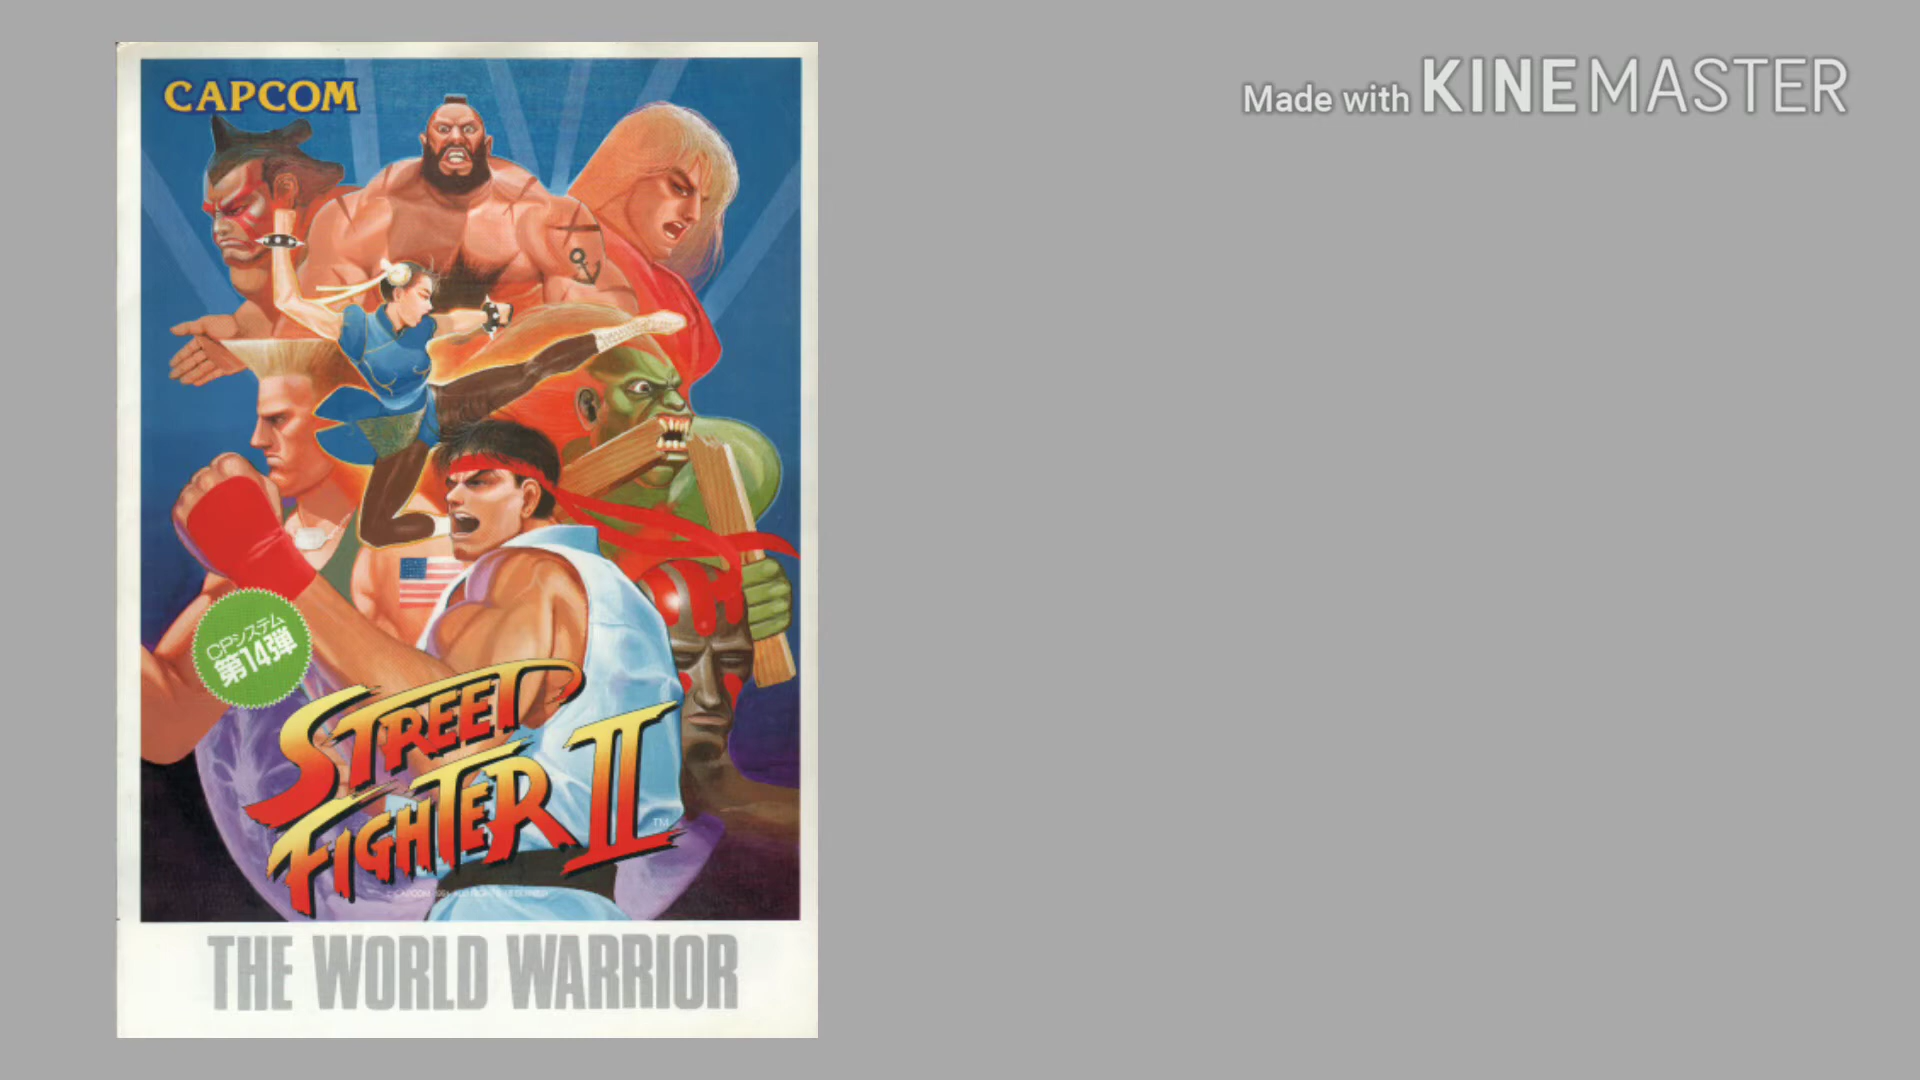 CAPCOM
Made with KINEMASTER
CPシステム
第14弾
STREET
FIGHTER II
TM
THE WORLD WARRIOR